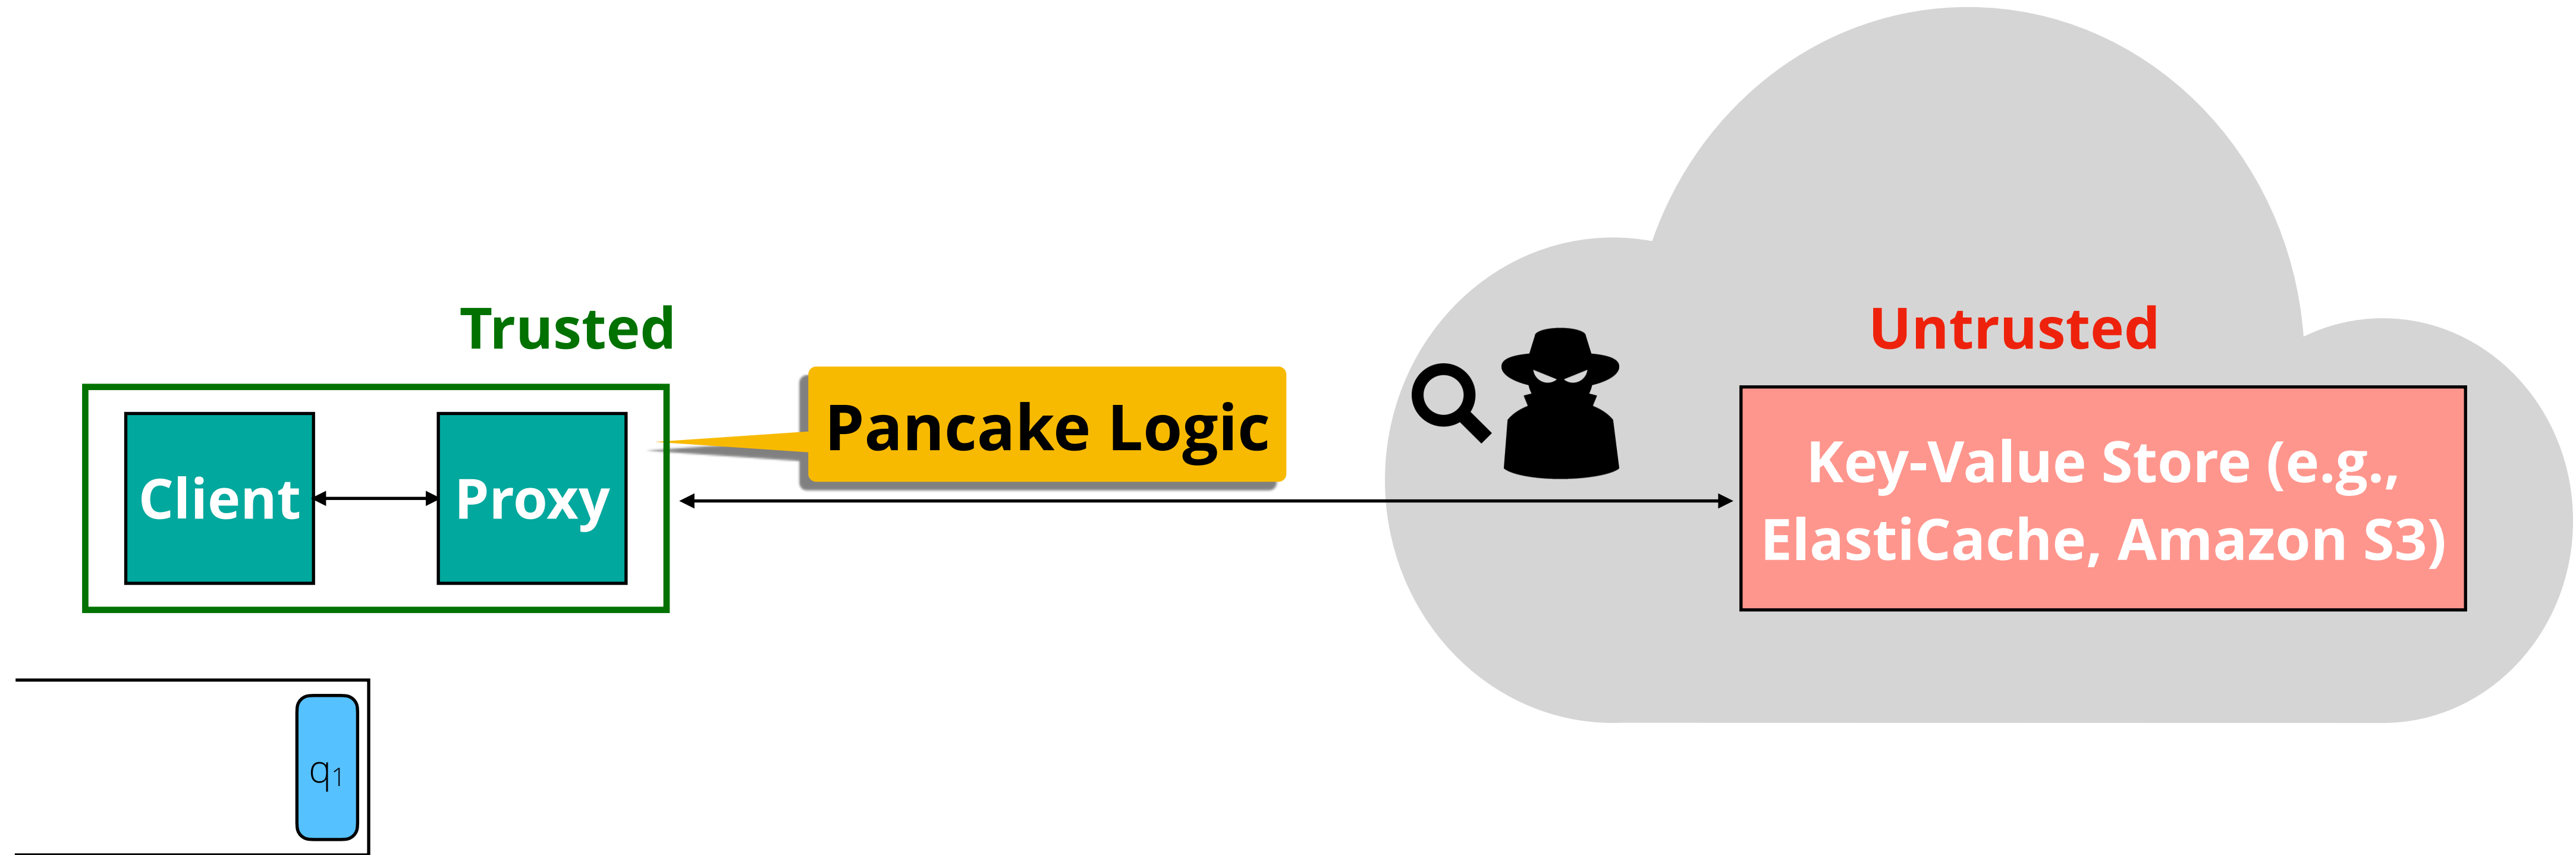 Trusted
Untrusted
Pancake Logic
Client
Proxy
Key-Value Store (e.g.,
ElastiCache, Amazon S3)
q₁